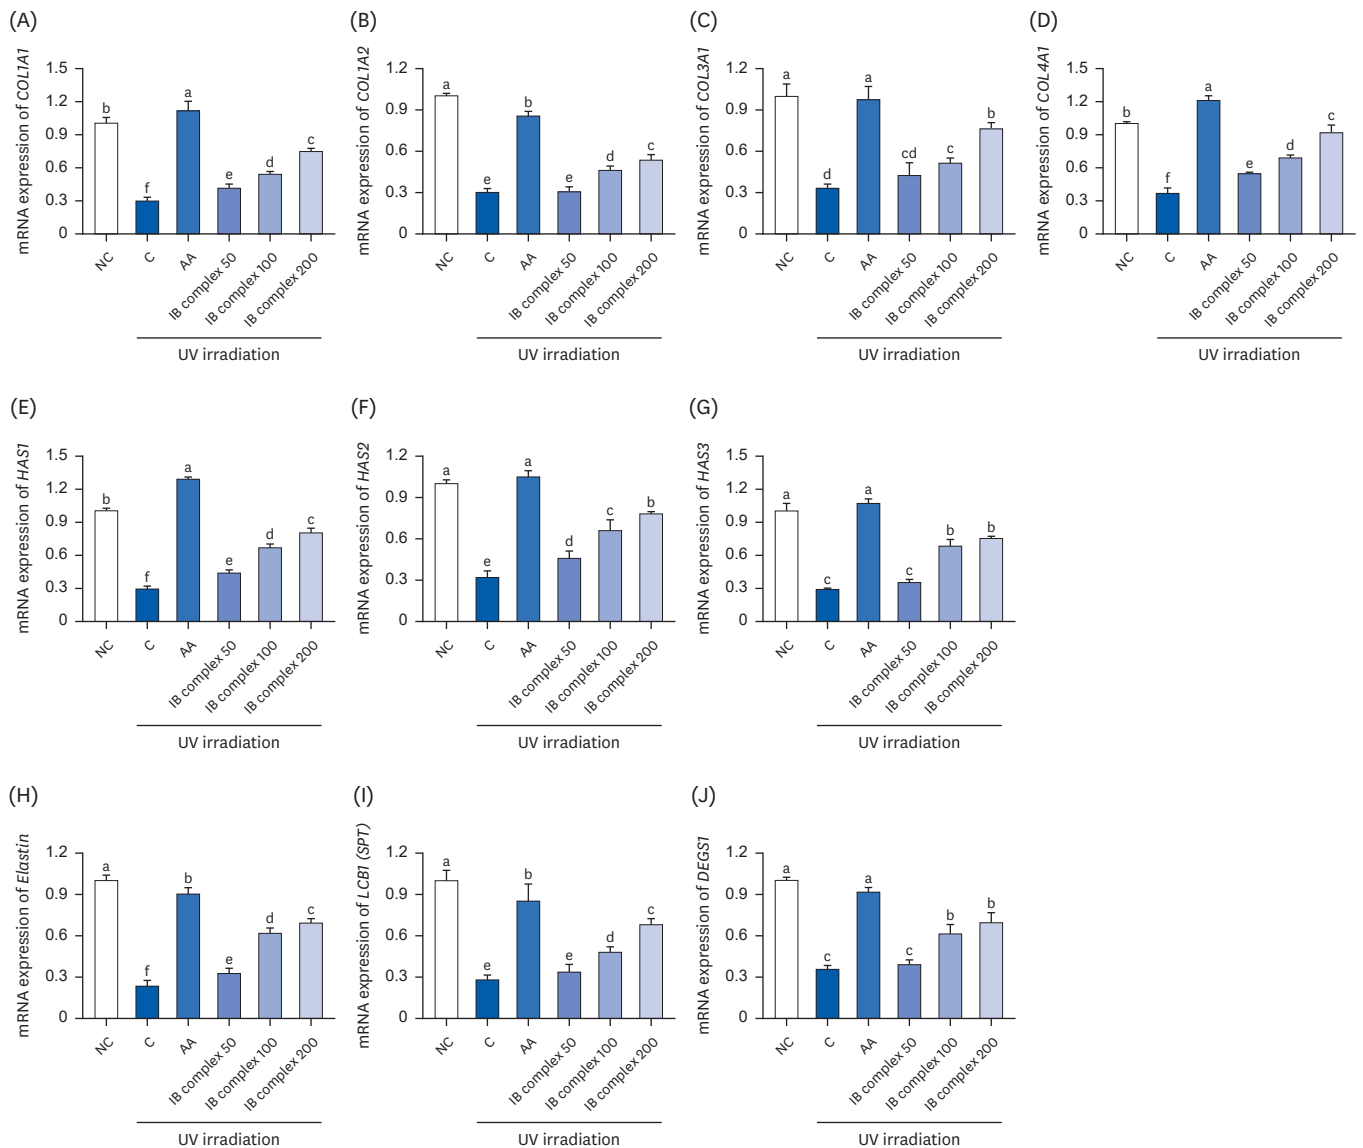 (A)
mRNA expression of COL1A1
1.5
1.2
0.9
0.6
0.3
0
b
f
a
e
d
c
NC
C
AA
IB complex 50
IB complex 100
IB complex 200
UV irradiation
(B)
mRNA expression of COL1A2
1.2
0.9
0.6
0.3
0
a
e
b
e
d
c
NC
C
AA
IB complex 50
IB complex 100
IB complex 200
UV irradiation
(C)
mRNA expression of COL3A1
1.2
0.9
0.6
0.3
0
a
d
a
cd
c
b
NC
C
AA
IB complex 50
IB complex 100
IB complex 200
UV irradiation
(D)
mRNA expression of COL4A1
1.5
1.2
0.9
0.6
0.3
0
b
f
a
e
d
c
NC
C
AA
IB complex 50
IB complex 100
IB complex 200
UV irradiation
(E)
mRNA expression of HAS1
1.5
1.2
0.9
0.6
0.3
0
b
f
a
e
d
c
NC
C
AA
IB complex 50
IB complex 100
IB complex 200
UV irradiation
(F)
mRNA expression of HAS2
1.2
0.9
0.6
0.3
0
a
e
a
d
c
b
NC
C
AA
IB complex 50
IB complex 100
IB complex 200
UV irradiation
(G)
mRNA expression of HAS3
1.5
1.2
0.9
0.6
0.3
0
a
c
a
c
b
b
NC
C
AA
IB complex 50
IB complex 100
IB complex 200
UV irradiation
(H)
mRNA expression of Elastin
1.2
0.9
0.6
0.3
0
a
f
b
e
d
c
NC
C
AA
IB complex 50
IB complex 100
IB complex 200
UV irradiation
(I)
mRNA expression of LCB1 (SPT)
1.2
0.9
0.6
0.3
0
a
e
b
e
d
c
NC
C
AA
IB complex 50
IB complex 100
IB complex 200
UV irradiation
(J)
mRNA expression of DEGS1
1.2
0.9
0.6
0.3
0
a
c
a
c
b
b
NC
C
AA
IB complex 50
IB complex 100
IB complex 200
UV irradiation